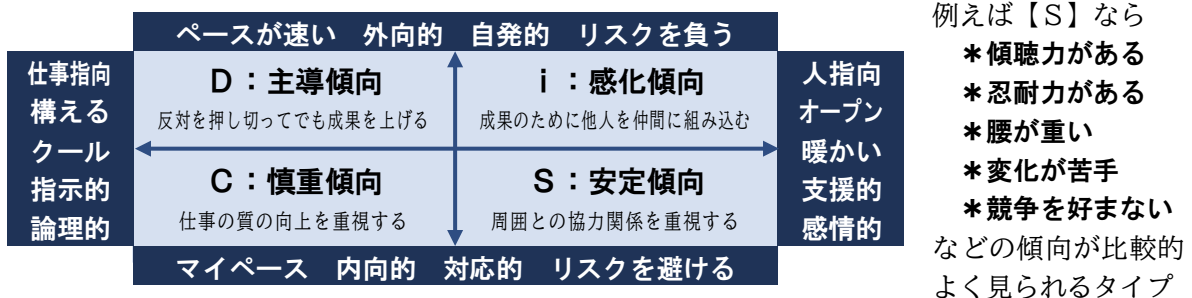 ペースが速い　外向的　自発的　リスクを負う
仕事指向
構える
クール
指示的
論理的
D：主導傾向
反対を押し切ってでも成果を上げる
i：感化傾向
成果のために他人を仲間に組み込む
C：慎重傾向
仕事の質の向上を重視する
S：安定傾向
周囲との協力関係を重視する
人指向
オープン
暖かい
支援的
感情的
マイペース　内向的　対応的　リスクを避ける
例えば【S】なら
＊傾聴力がある
＊忍耐力がある
＊腰が重い
＊変化が苦手
＊競争を好まない
などの傾向が比較的
よく見られるタイプ